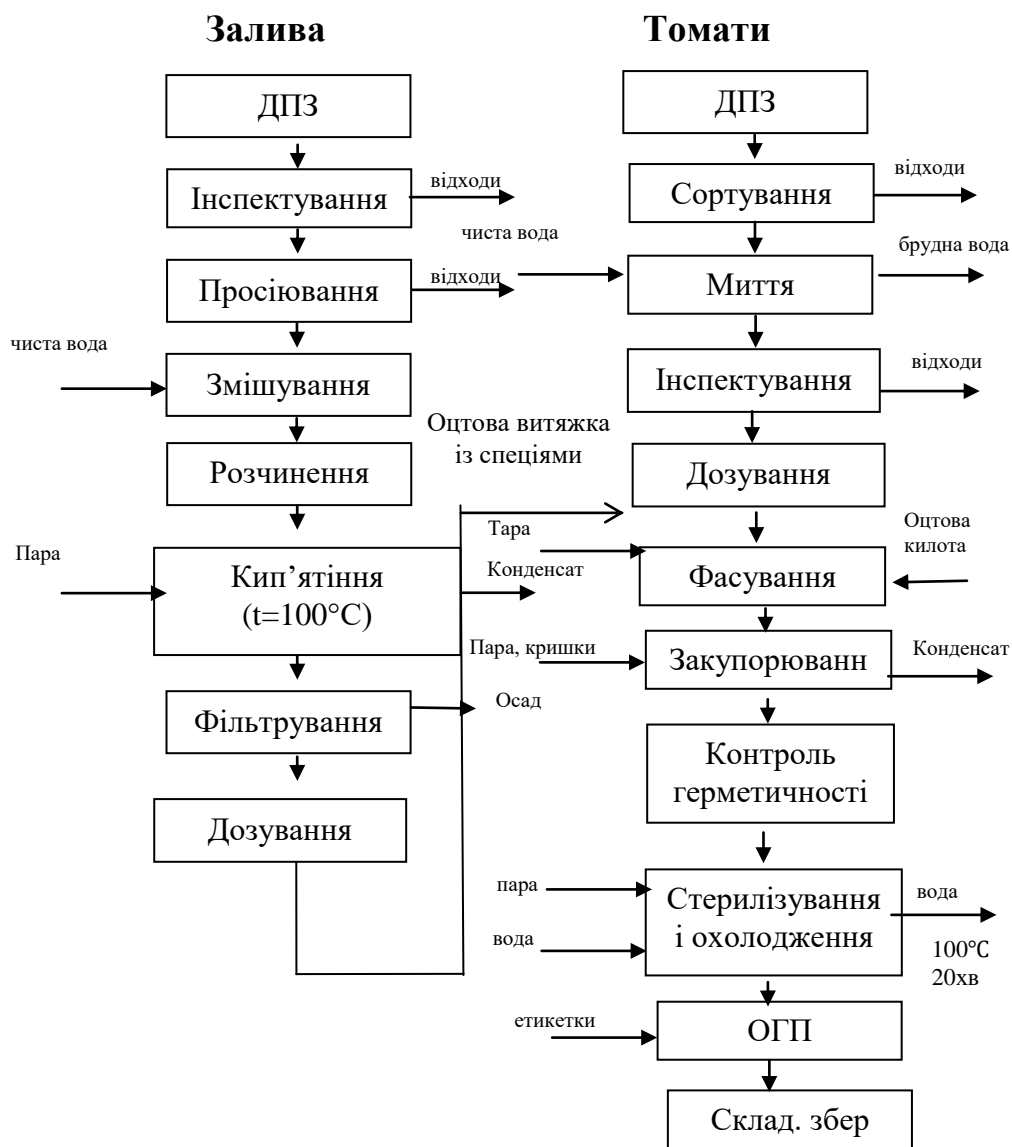 Залива
Томати
ДПЗ
ДПЗ
Інспектування
відходи
Сортування
відходи
чиста вода
Просіювання
відходи
Миття
брудна вода
чиста вода
Змішування
Інспектування
відходи
Оцтова витяжка
із спеціями
Розчинення
Дозування
Пара
Кип’ятіння
(t=100°С)
Тара
Конденсат
Фасування
Оцтова
килота
Пара, кришки
Закупорюванн
Конденсат
Фільтрування
Осад
Контроль
герметичності
Дозування
пара
вода
Стерилізування
і охолодження
вода
100℃
20хв
етикетки
ОГП
Склад. збер